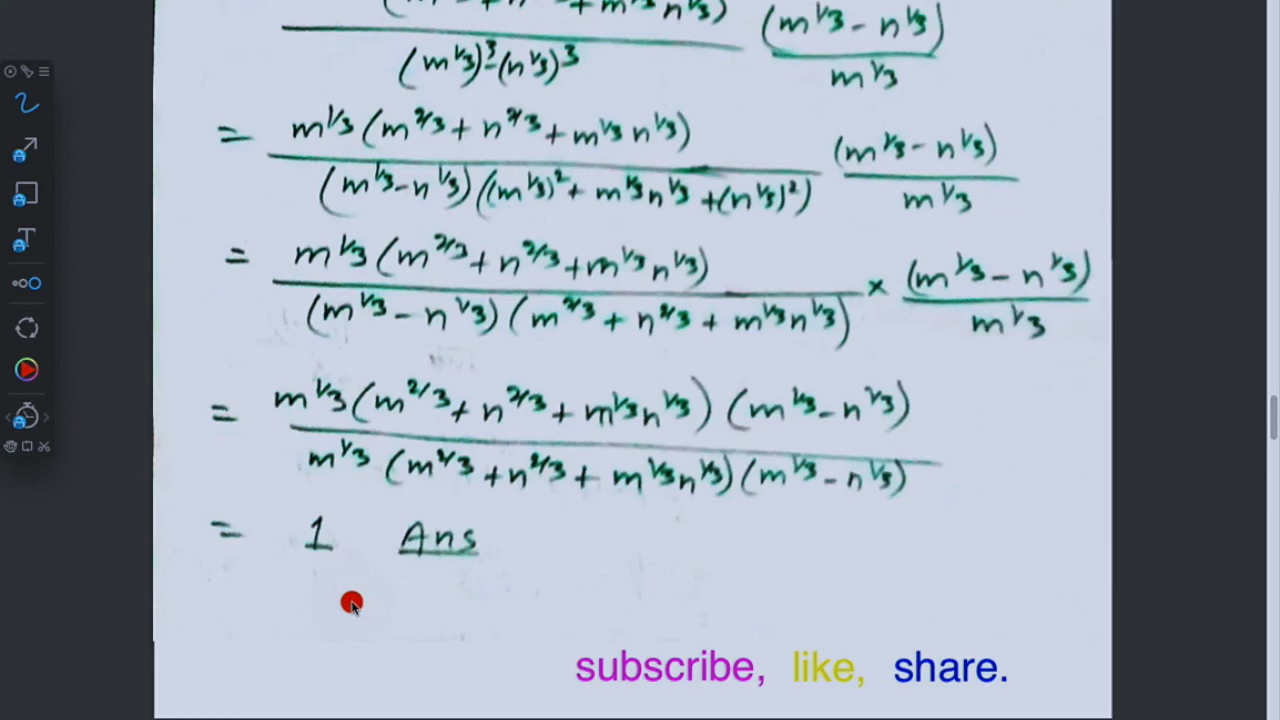 (m^{1/3})^3-(n^{1/3})^3 (m^{1/3} - n^{1/3}) / m^{1/3}
= m^{1/3} (m^{2/3} + n^{2/3} + m^{1/3} n^{1/3}) / (m^{1/3} - n^{1/3}) ((m^{1/3})^2 + m^{1/3} n^{1/3} + (n^{1/3})^2) (m^{1/3} - n^{1/3}) / m^{1/3}
= m^{1/3} (m^{2/3} + n^{2/3} + m^{1/3} n^{1/3}) / (m^{1/3} - n^{1/3}) (m^{2/3} + n^{2/3} + m^{1/3} n^{1/3}) × (m^{1/3} - n^{1/3}) / m^{1/3}
= m^{1/3} (m^{2/3} + n^{2/3} + m^{1/3} n^{1/3}) (m^{1/3} - n^{1/3}) / m^{1/3} (m^{2/3} + n^{2/3} + m^{1/3} n^{1/3}) (m^{1/3} - n^{1/3})
= 1 Ans
subscribe, like, share.